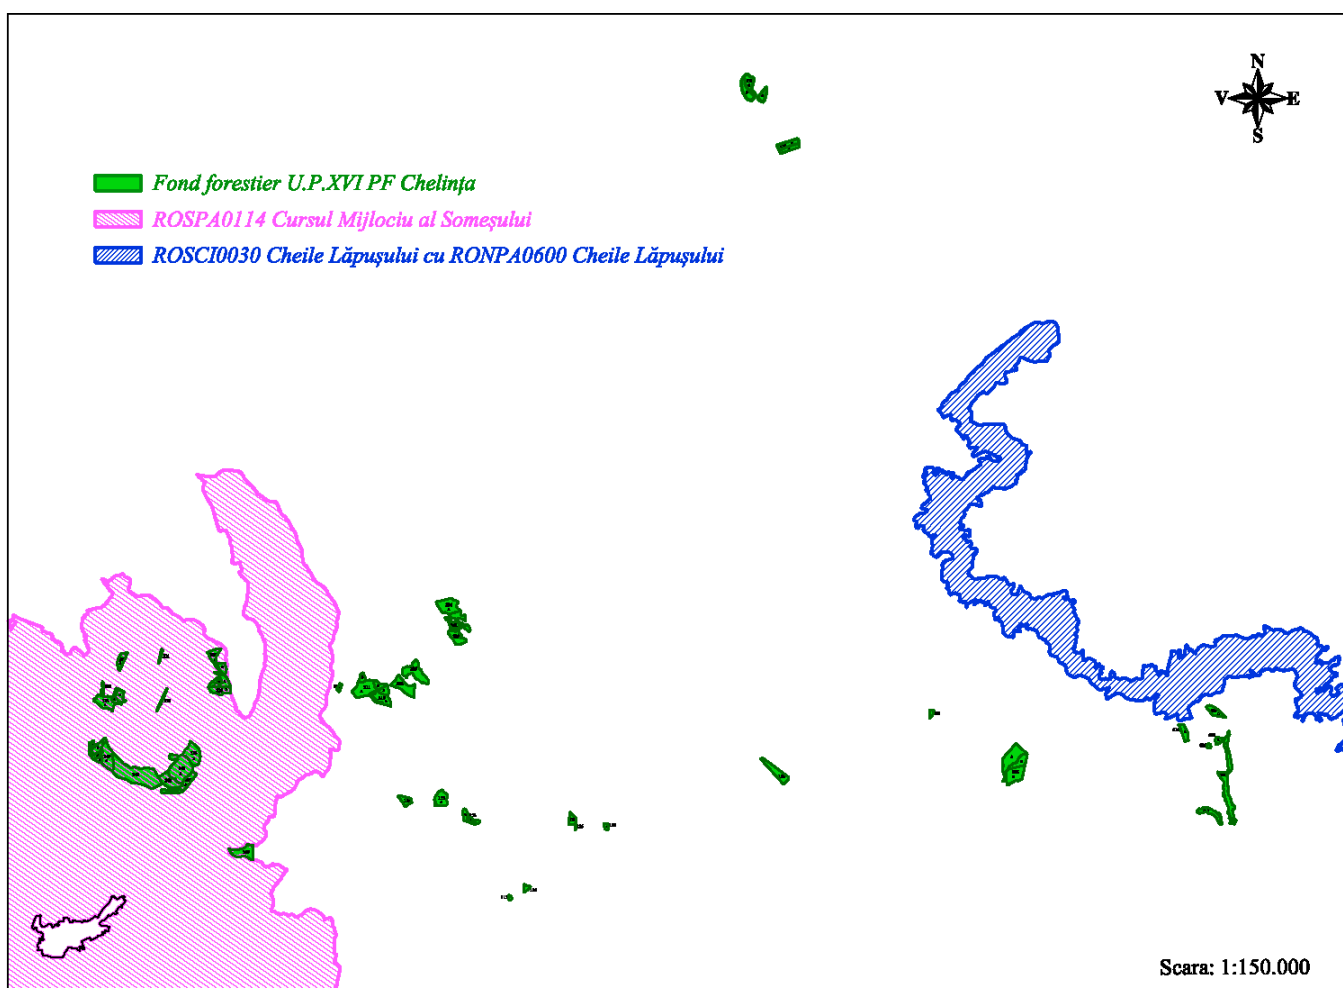 N
V E
S
Fond forestier U.P.XVI PF Chelința
ROSPA0114 Cursul Mijlociu al Someșului
ROSCI0030 Cheile Lăpușului cu RONPA0600 Cheile Lăpușului
Scara: 1:150.000